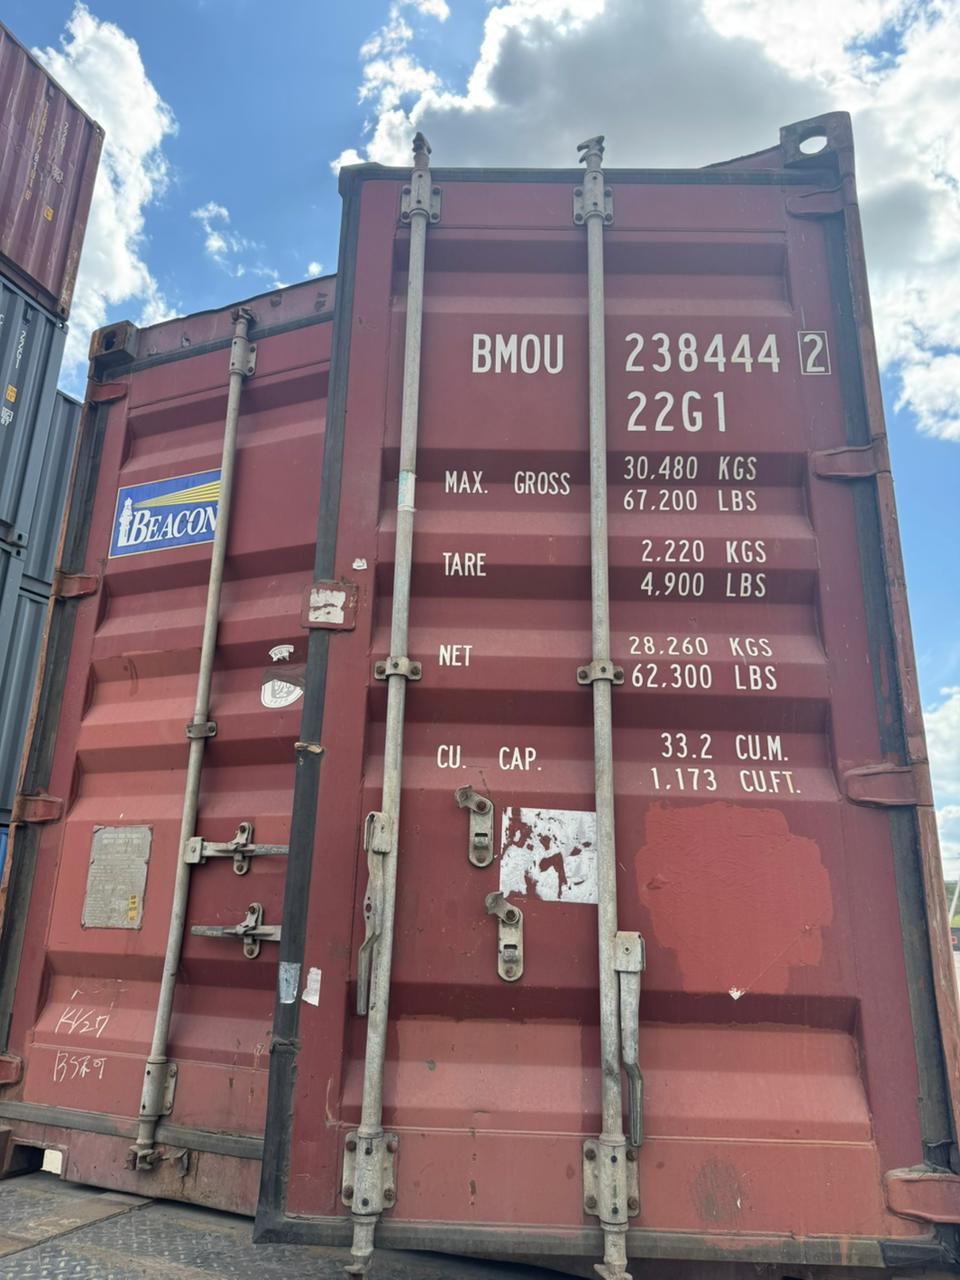 BEACON
BMOU 238444 2
22G1
MAX. GROSS 30,480 KGS
67,200 LBS
TARE 2,220 KGS
4,900 LBS
NET 28,260 KGS
62,300 LBS
CU. CAP. 33.2 CU.M.
1,173 CU.FT.